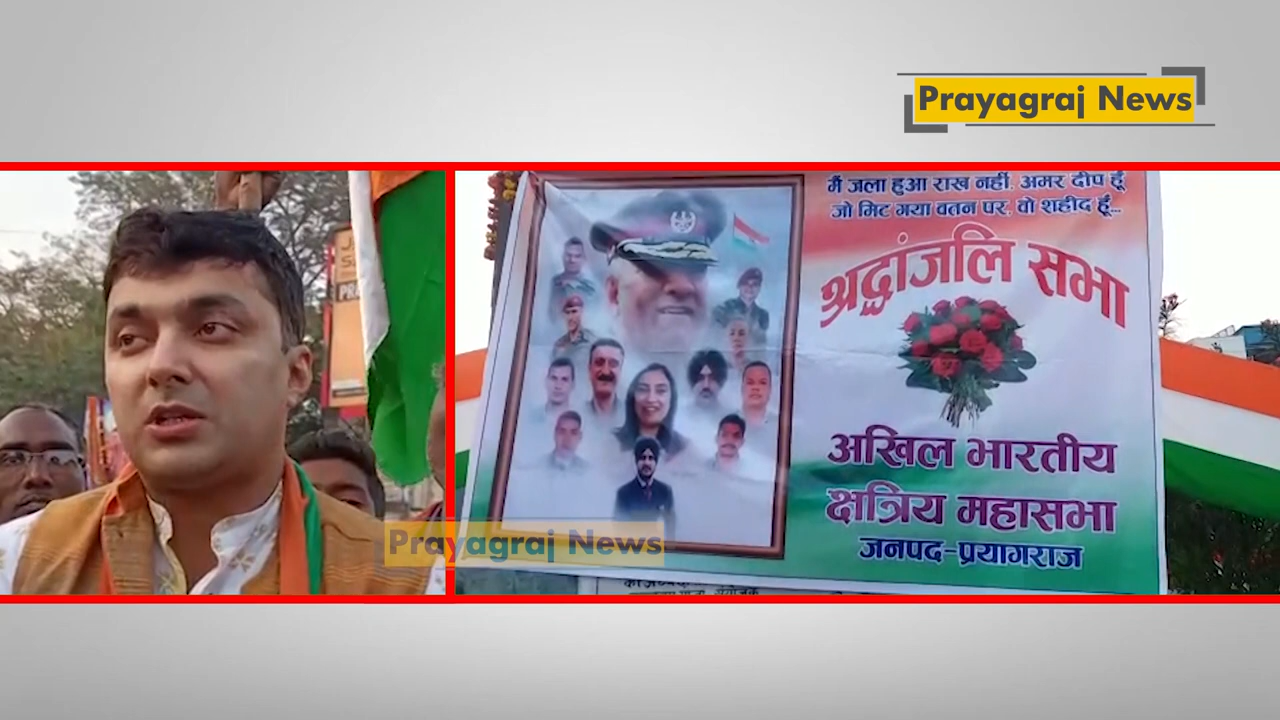 Prayagraj News
मैं जला हुआ राख नहीं, अमर दीप हूँ
जो मिट गया वतन पर, वो शहीद हूँ...
श्रद्धांजलि सभा
अखिल भारतीय
क्षत्रिय महासभा
जनपद-प्रयागराज
Prayagraj News